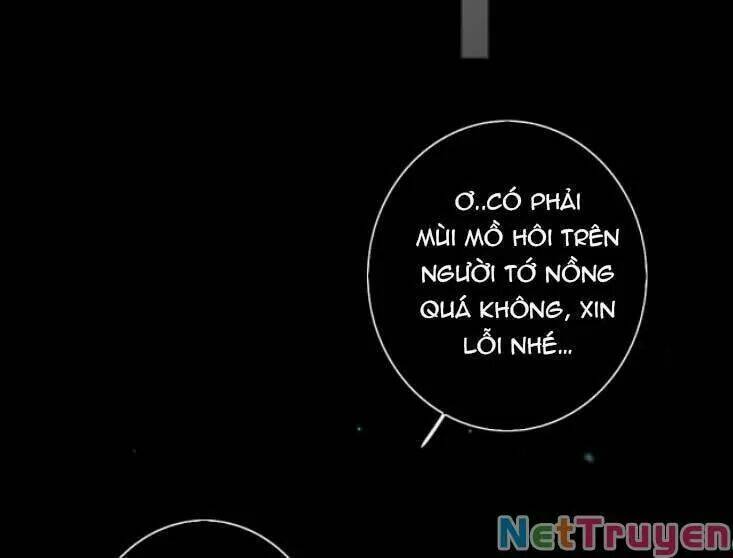 Ơ..CÓ PHẢI
MÙI MỒ HÔI TRÊN
NGƯỜI TỚ NỒNG
QUÁ KHÔNG, XIN
LỖI NHÉ...
NetTruyen